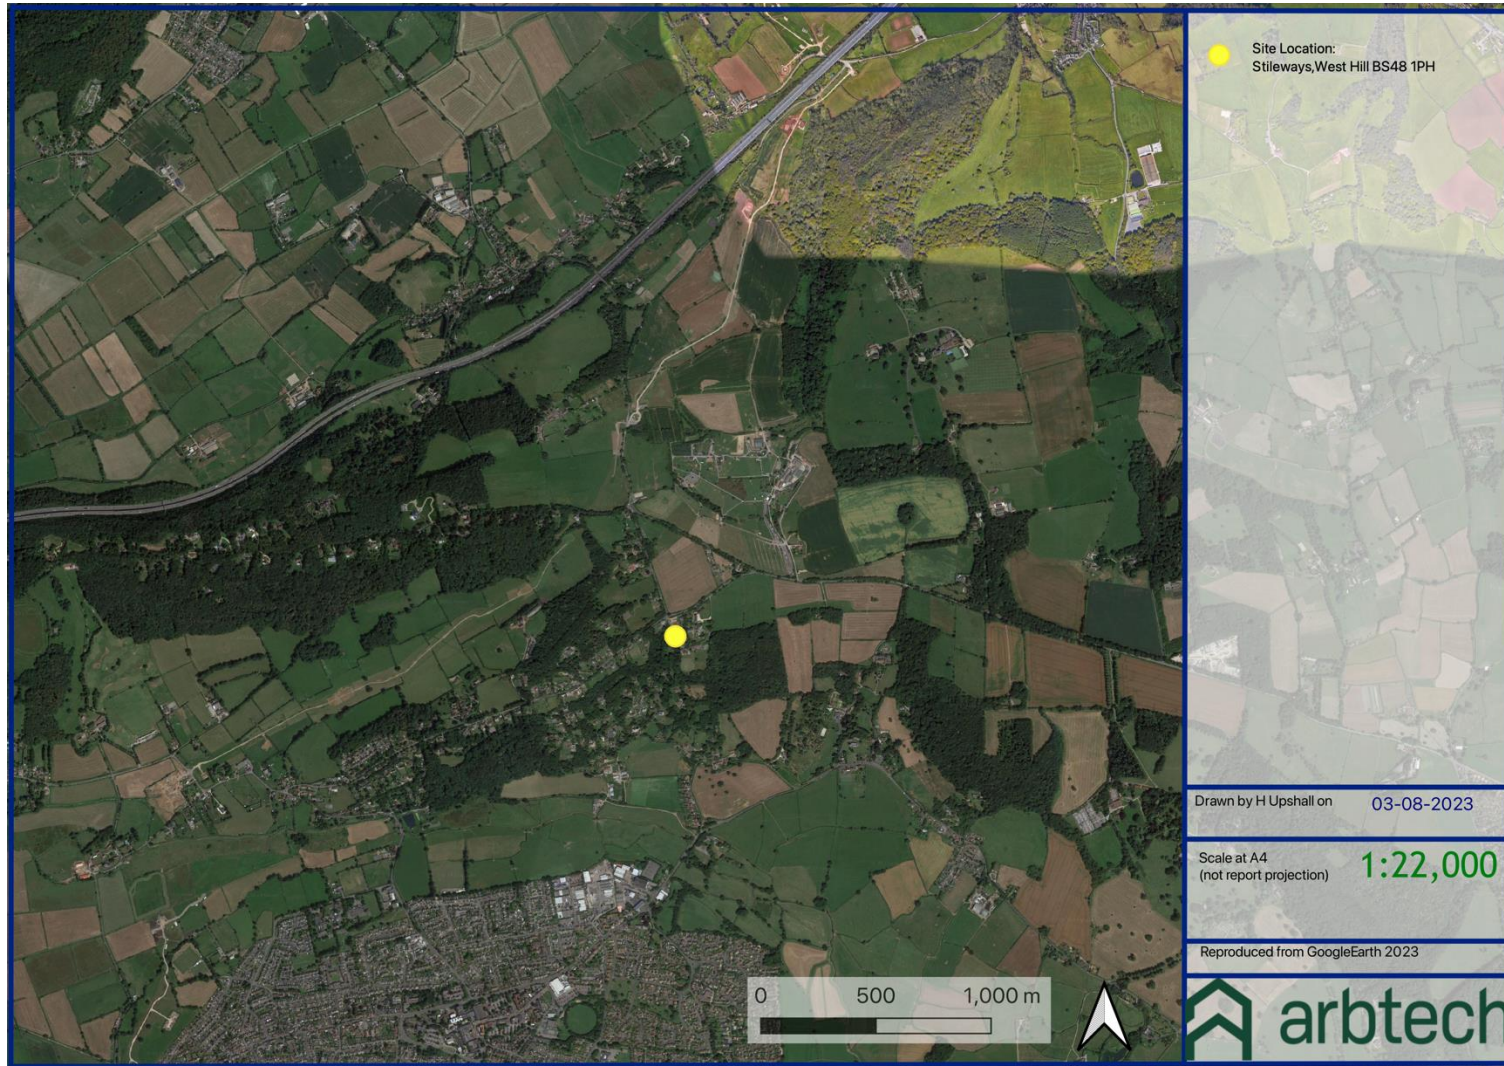 Site Location:
Stileways,West Hill BS48 1PH
Drawn by H Upshall on 03-08-2023
Scale at A4
(not report projection) 1:22,000
Reproduced from GoogleEarth 2023
0 500 1,000 m
arbtech